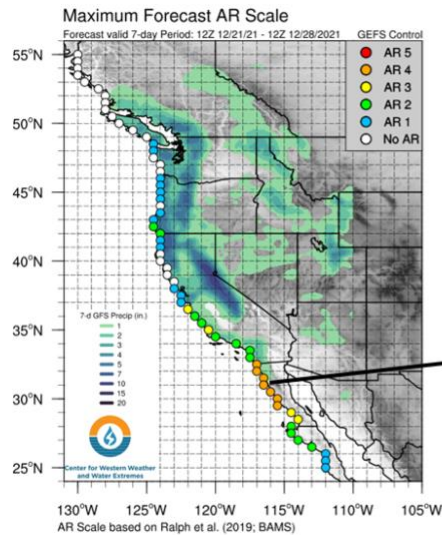 Maximum Forecast AR Scale
Forecast valid 7-day Period: 12Z 12/21/21 - 12Z 12/28/2021
GEFS Control
AR 5
AR 4
AR 3
AR 2
AR 1
No AR
55°N
50°N
45°N
40°N
35°N
30°N
25°N
7-d GFS Precip (in.)
1
2
3
4
5
7
10
15
20
Center for Western Weather
and Water Extremes
130°W 125°W 120°W 115°W 110°W 105°W
AR Scale based on Ralph et al. (2019; BAMS)